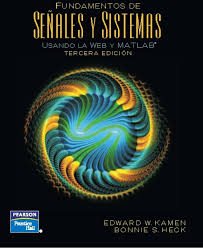 FUNDAMENTOS DE
SEÑALES Y SISTEMAS
USANDO LA WEB Y MATLAB®
TERCERA EDICIÓN
PEARSON
Prentice
Hall
EDWARD W. KAMEN
BONNIE S. HECK